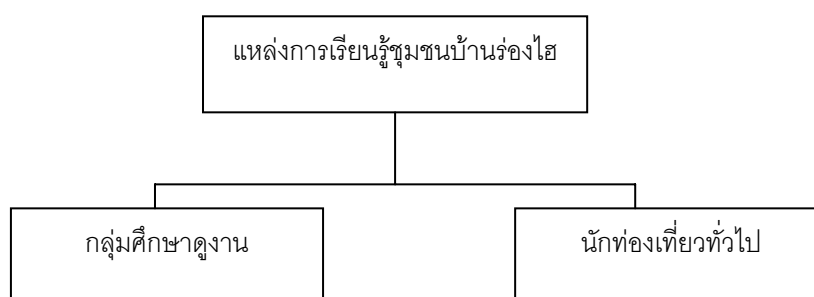 แหล่งการเรียนรู้ชุมชนบ้านร่องไฮ
กลุ่มศึกษาดูงาน
นักท่องเที่ยวทั่วไป